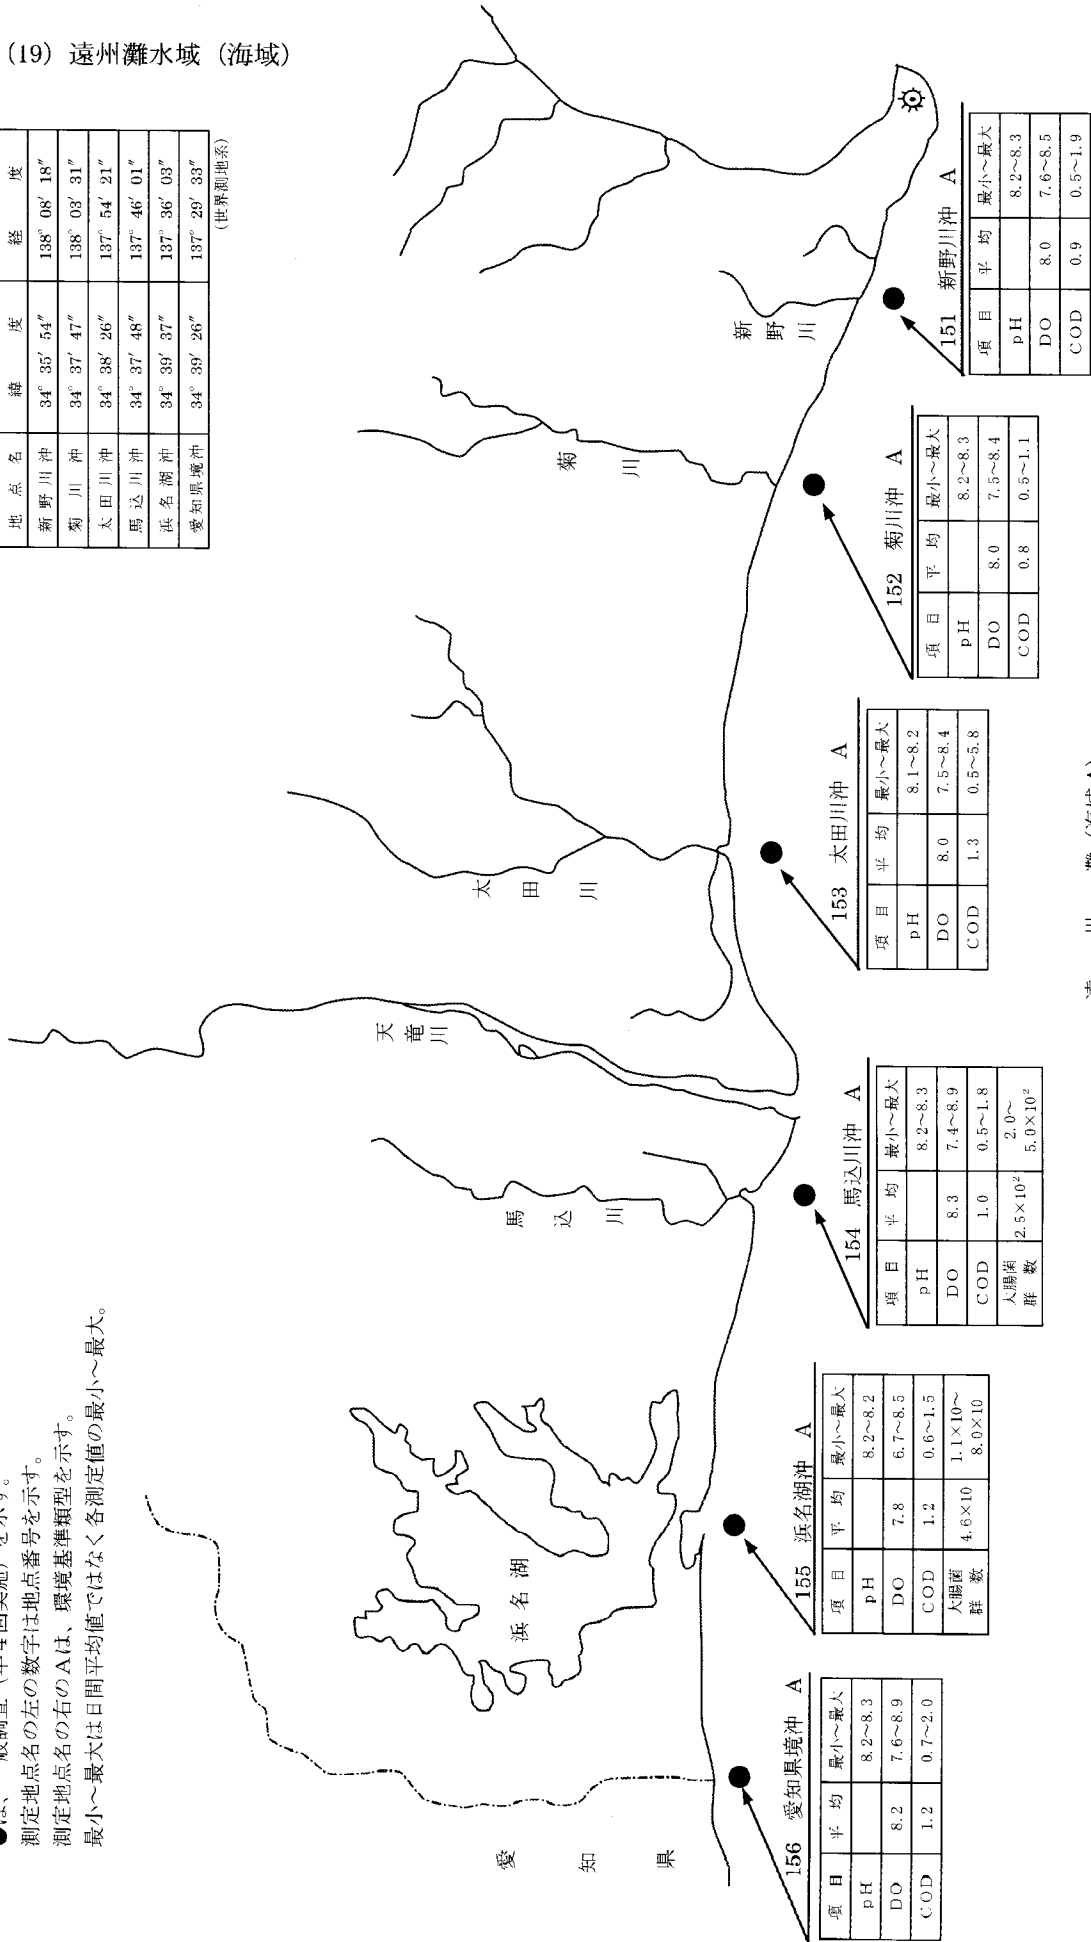 (19) 遠州灘水域 (海域)
地 点 名 緯 度 経 度
新野川沖 34° 35′ 54″ 138° 08′ 18″
菊 川 沖 34° 37′ 47″ 138° 03′ 31″
太田川沖 34° 38′ 26″ 137° 54′ 21″
馬込川沖 34° 37′ 48″ 137° 46′ 01″
浜名湖沖 34° 39′ 37″ 137° 36′ 03″
愛知県境沖 34° 39′ 26″ 137° 29′ 33″
(世界測地系)
●は、一般調査（年4回実施）を示す。
測定地点名の左の数字は地点番号を示す。
測定地点名の右のAは、環境基準類型を示す。
最小～最大は日間平均値ではなく各測定値の最小～最大。
愛知県
浜名湖
馬込川
天竜川
太田川
菊川
新野川
156 愛知県境沖 A
項 目 平 均 最小～最大
pH 8.2～8.3
DO 8.2 7.6～8.9
COD 1.2 0.7～2.0
155 浜名湖沖 A
項 目 平 均 最小～最大
pH 8.2～8.2
DO 7.8 6.7～8.5
COD 1.2 0.6～1.5
大腸菌 4.6×10 1.1×10～
群 数 8.0×10
154 馬込川沖 A
項 目 平 均 最小～最大
pH 8.2～8.3
DO 8.3 7.4～8.9
COD 1.0 0.5～1.8
大腸菌 2.5×10² 2.0～
群 数 5.0×10²
153 太田川沖 A
項 目 平 均 最小～最大
pH 8.1～8.2
DO 8.0 7.5～8.4
COD 1.3 0.5～5.8
152 菊川沖 A
項 目 平 均 最小～最大
pH 8.2～8.3
DO 8.0 7.5～8.4
COD 0.8 0.5～1.1
151 新野川沖 A
項 目 平 均 最小～最大
pH 8.2～8.3
DO 8.0 7.6～8.5
COD 0.9 0.5～1.9